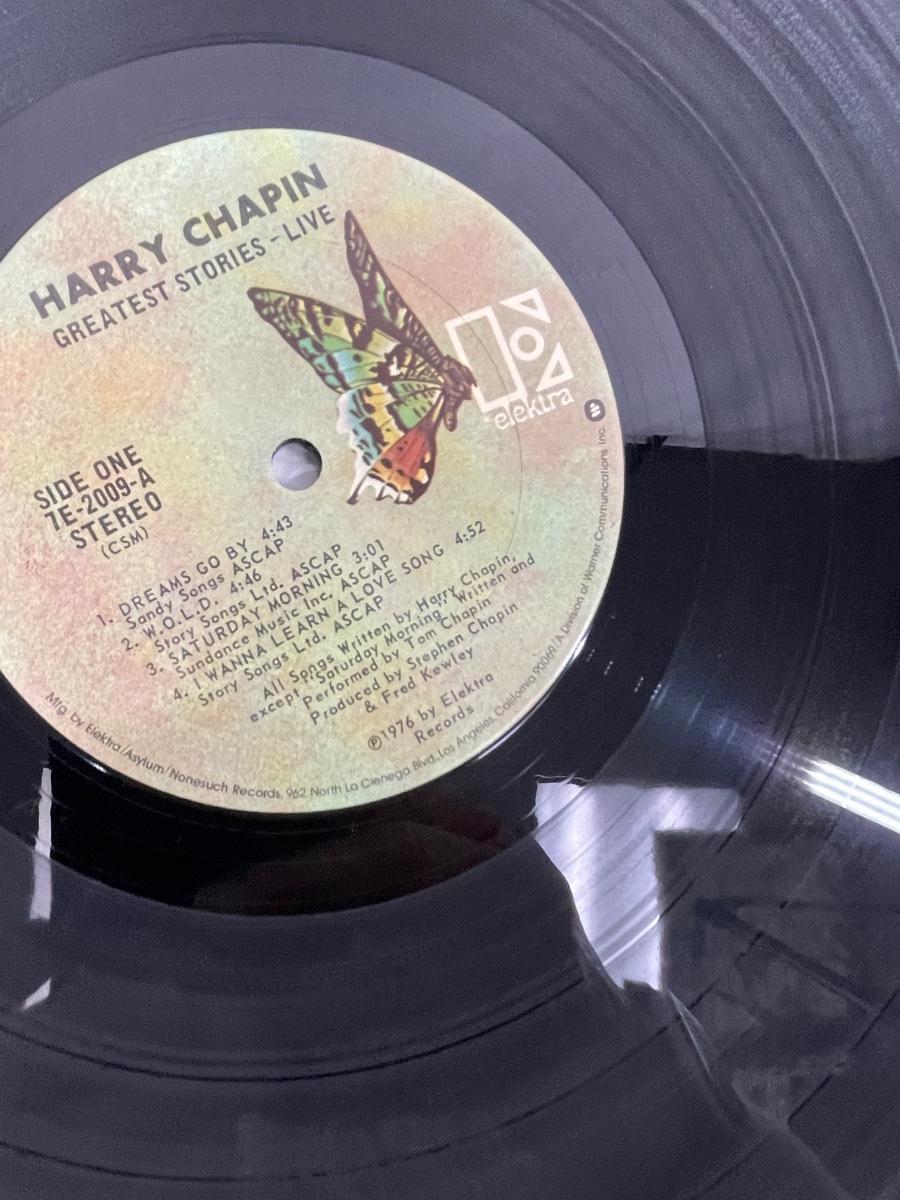 HARRY CHAPIN
GREATEST STORIES - LIVE
elektra
SIDE ONE
7E-2009-A
STEREO
(CSM)
1. DREAMS GO BY 4:43
Sandy Songs ASCAP
2. W.O.L.D. 4:46
Story Songs Ltd. ASCAP
3. SATURDAY MORNING 3:01
Sundance Music Inc. ASCAP
4. I WANNA LEARN A LOVE SONG 4:52
Story Songs Ltd. ASCAP
All Songs Written by Harry Chapin,
except "Saturday Morning" Written and
Performed by Tom Chapin
Produced by Stephen Chapin
& Fred Kewley
℗1976 by Elektra
Records
Mfg. by Elektra/Asylum/Nonesuch Records, 962 North La Cienega Blvd., Los Angeles, California 90069/A Division of Warner Communications Inc.